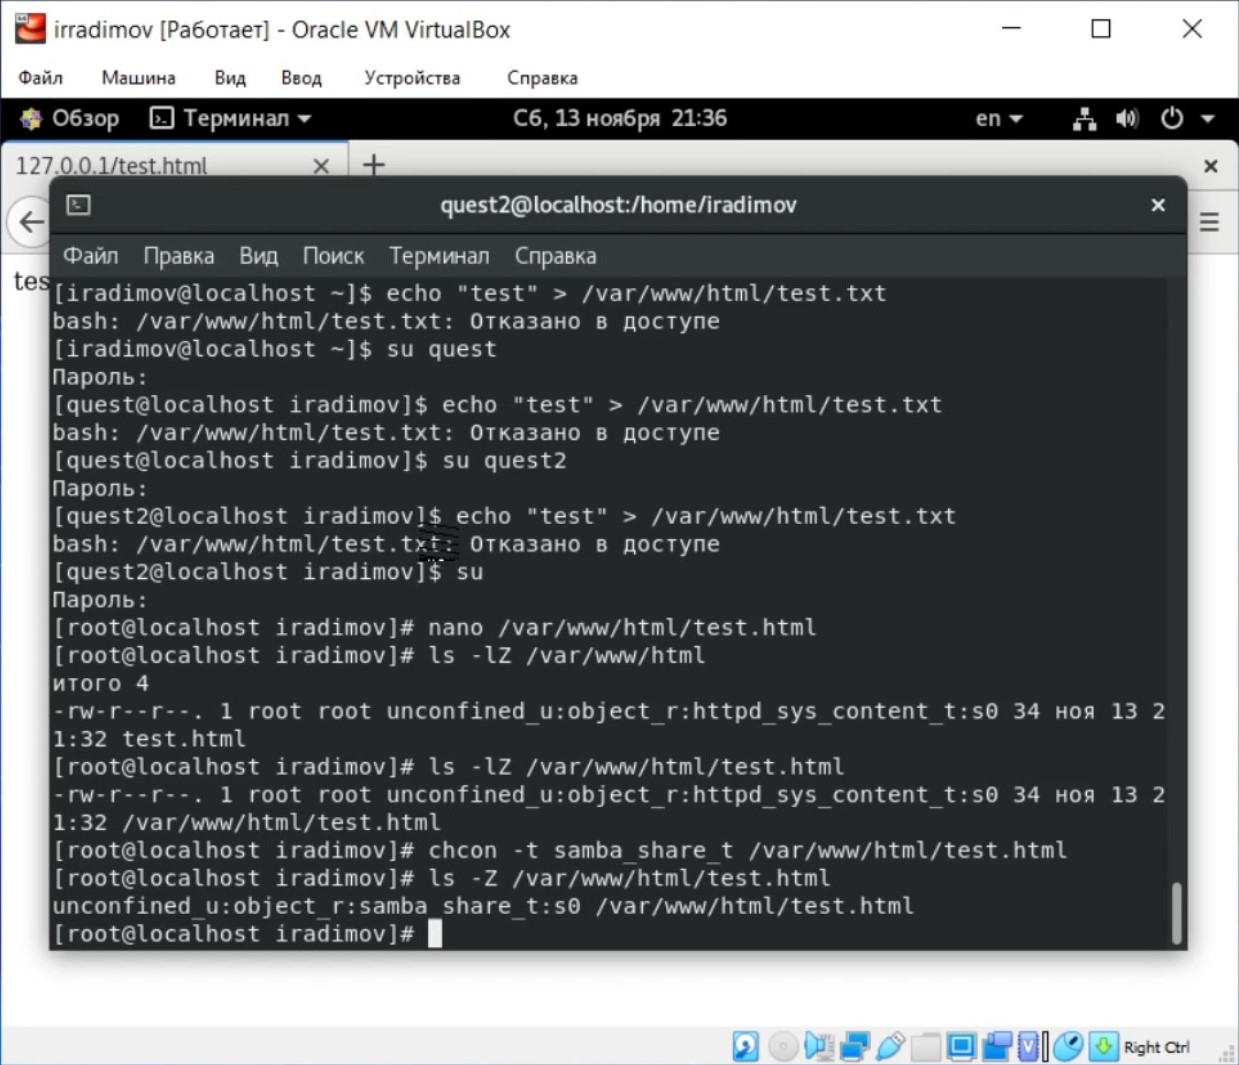 irradimov [Работает] - Oracle VM VirtualBox
Файл Машина Вид Ввод Устройства Справка
Обзор Терминал Сб, 13 ноября 21:36 en
127.0.0.1/test.html
quest2@localhost:/home/iradimov
Файл Правка Вид Поиск Терминал Справка
tes
[iradimov@localhost ~]$ echo "test" > /var/www/html/test.txt
bash: /var/www/html/test.txt: Отказано в доступе
[iradimov@localhost ~]$ su quest
Пароль:
[quest@localhost iradimov]$ echo "test" > /var/www/html/test.txt
bash: /var/www/html/test.txt: Отказано в доступе
[quest@localhost iradimov]$ su quest2
Пароль:
[quest2@localhost iradimov]$ echo "test" > /var/www/html/test.txt
bash: /var/www/html/test.txt: Отказано в доступе
[quest2@localhost iradimov]$ su
Пароль:
[root@localhost iradimov]# nano /var/www/html/test.html
[root@localhost iradimov]# ls -lZ /var/www/html
итого 4
-rw-r--r--. 1 root root unconfined_u:object_r:httpd_sys_content_t:s0 34 ноя 13 2
1:32 test.html
[root@localhost iradimov]# ls -lZ /var/www/html/test.html
-rw-r--r--. 1 root root unconfined_u:object_r:httpd_sys_content_t:s0 34 ноя 13 2
1:32 /var/www/html/test.html
[root@localhost iradimov]# chcon -t samba_share_t /var/www/html/test.html
[root@localhost iradimov]# ls -Z /var/www/html/test.html
unconfined_u:object_r:samba_share_t:s0 /var/www/html/test.html
[root@localhost iradimov]#
Right Ctrl